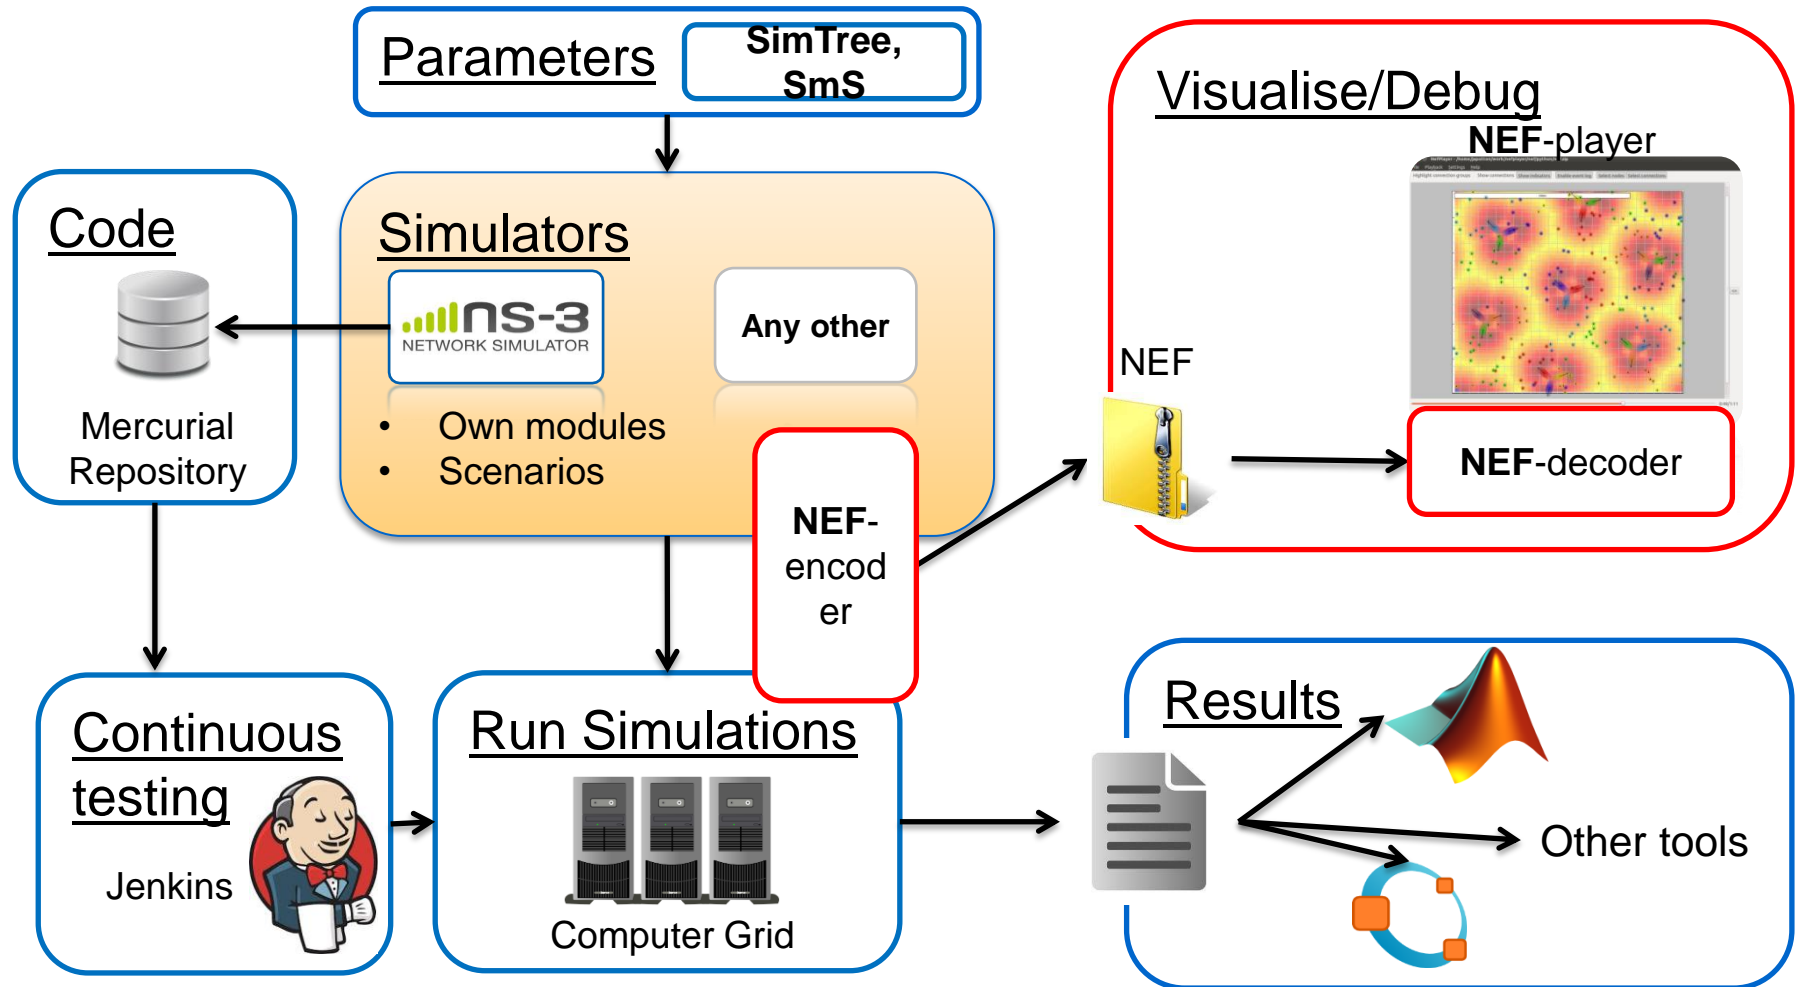 Parameters
SimTree,
SmS
Visualise/Debug
NEF-player
Code
Mercurial
Repository
Simulators
ns-3
NETWORK SIMULATOR
Any other
• Own modules
• Scenarios
NEF-
encod
er
NEF
NEF-decoder
Continuous
testing
Jenkins
Run Simulations
Computer Grid
Results
Other tools